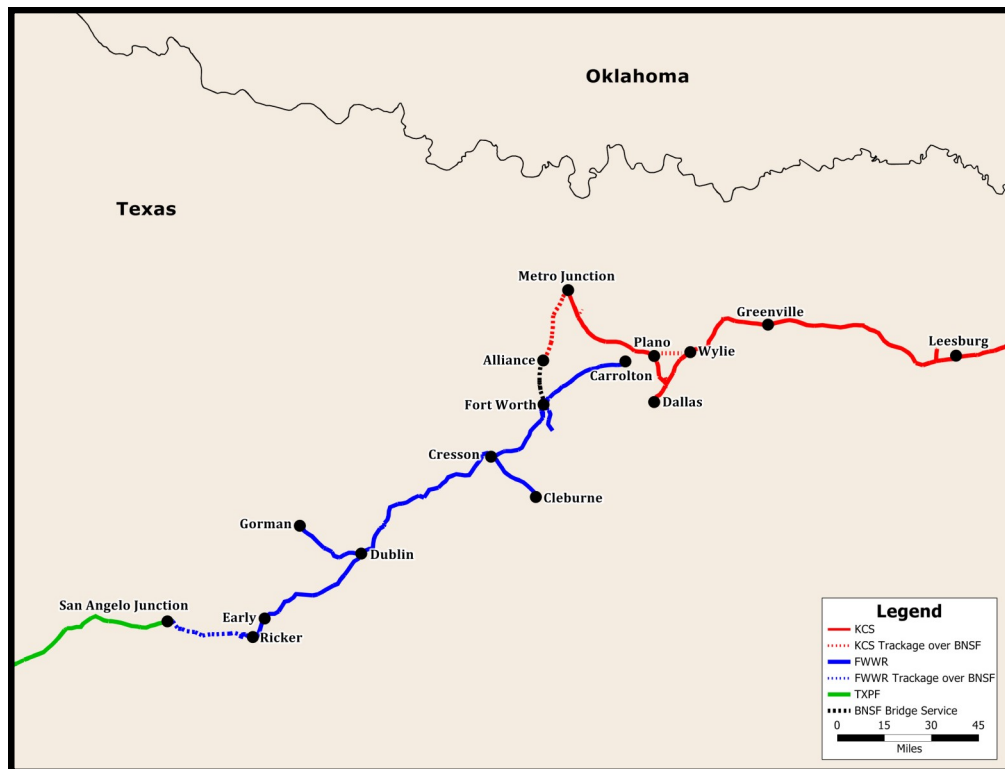 Oklahoma
Texas
Metro Junction
Greenville
Plano
Leesburg
Wylie
Alliance
Carrolton
Fort Worth
Dallas
Cresson
Cleburne
Gorman
Dublin
San Angelo Junction
Early
Ricker
Legend
KCS
KCS Trackage over BNSF
FWWR
FWWR Trackage over BNSF
TXPF
BNSF Bridge Service
0 15 30 45
Miles